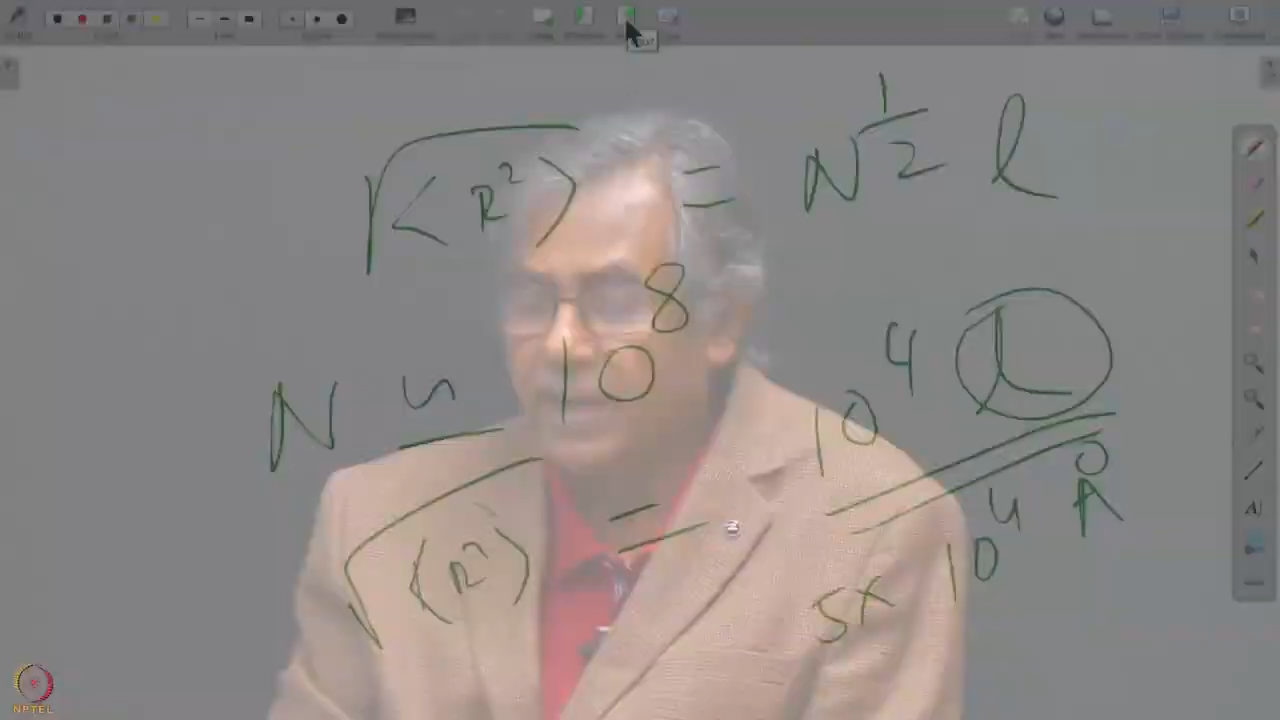 √⟨R²⟩ = N^{1/2} l
N ~ 10⁸
10⁴ l
√⟨R²⟩ = 5 × 10⁴ Å
NPTEL